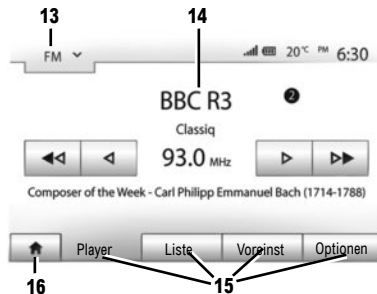 13
14
FM
20°C PM 6:30
BBC R3
2
Classiq
93.0 MHz
Composer of the Week - Carl Philipp Emmanuel Bach (1714-1788)
Player
Liste
Voreinst
Optionen
16
15